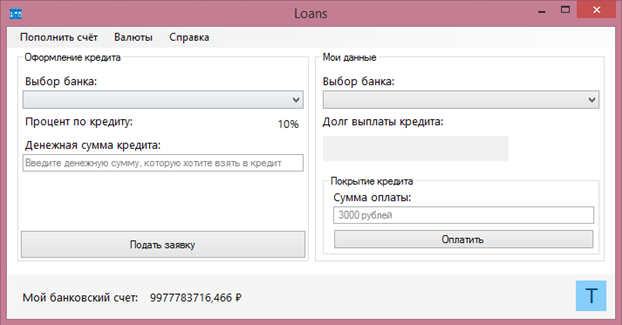 Loans
Пополнить счёт Валюты Справка
Оформление кредита
Выбор банка:
Процент по кредиту: 10%
Денежная сумма кредита:
Введите денежную сумму, которую хотите взять в кредит
Подать заявку
Мои данные
Выбор банка:
Долг выплаты кредита:
Покрытие кредита
Сумма оплаты:
3000 рублей
Оплатить
Мой банковский счет: 9977783716,466 ₽
T